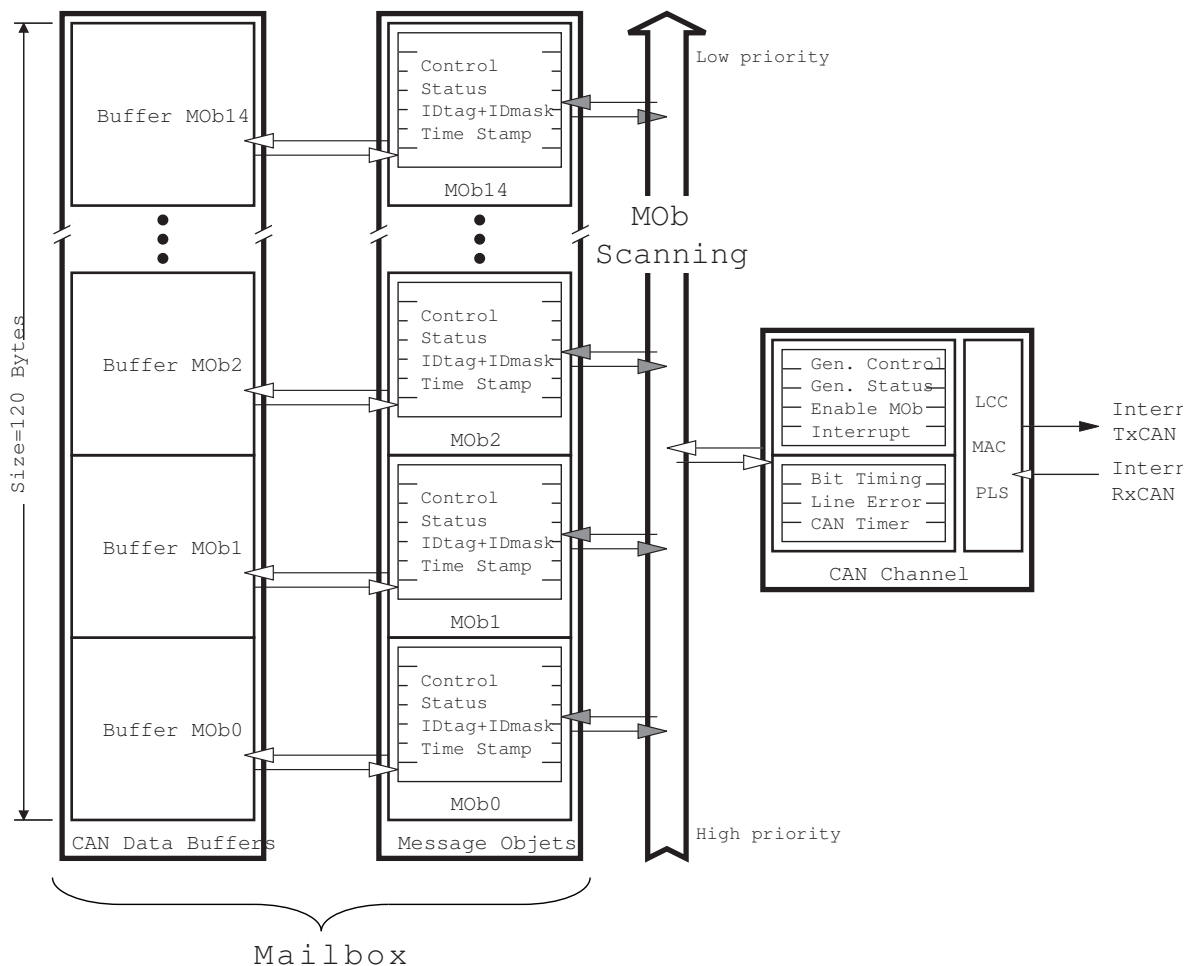 Low priority
Control
Status
IDtag+IDmask
Time Stamp
MOb14
Buffer MOb14
MOb
Scanning
Control
Status
IDtag+IDmask
Time Stamp
MOb2
Buffer MOb2
Size=120 Bytes
Gen. Control
Gen. Status
Enable MOb
Interrupt
Bit Timing
Line Error
CAN Timer
LCC
MAC
PLS
CAN Channel
TxCAN
RxCAN
Control
Status
IDtag+IDmask
Time Stamp
MOb1
Buffer MOb1
Control
Status
IDtag+IDmask
Time Stamp
MOb0
Buffer MOb0
High priority
CAN Data Buffers
Message Objets
Mailbox